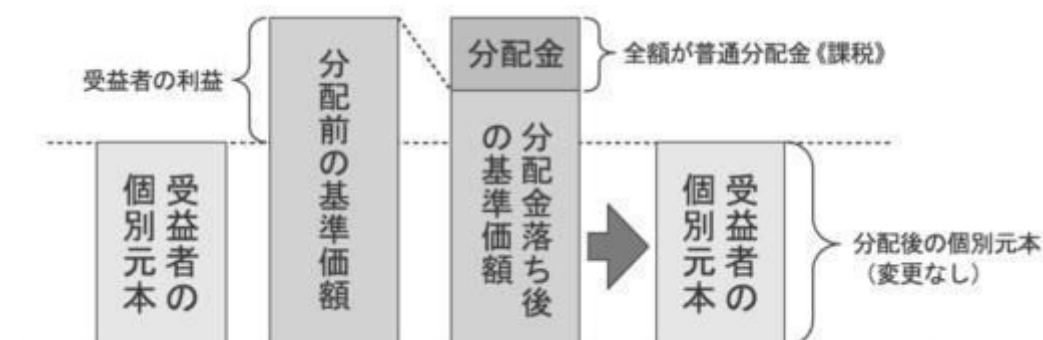 受益者の利益
受益者の
個別元本
分配前の基準価額
分配金
全額が普通分配金《課税》
分配金落ち後
の基準価額
受益者の
個別元本
分配後の個別元本
（変更なし）